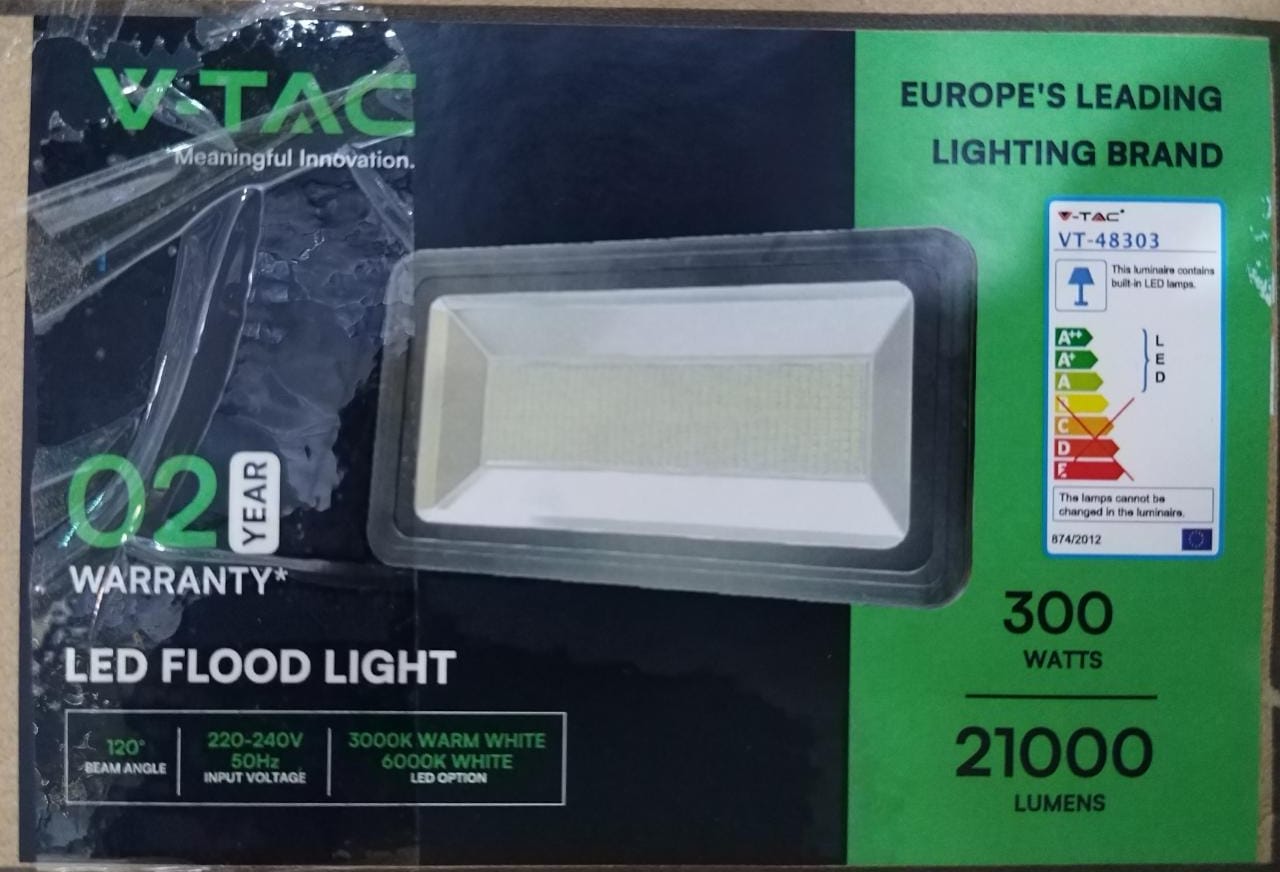 V-TAC
Meaningful Innovation.
EUROPE'S LEADING
LIGHTING BRAND
V-TAC
VT-48303
This luminaire contains
built-in LED lamps.
A++
A+
A
C
D
E
L
E
D
The lamps cannot be
changed in the luminaire.
874/2012
02 YEAR
WARRANTY*
LED FLOOD LIGHT
120°
BEAM ANGLE
220-240V
50Hz
INPUT VOLTAGE
3000K WARM WHITE
6000K WHITE
LED OPTION
300
WATTS
21000
LUMENS